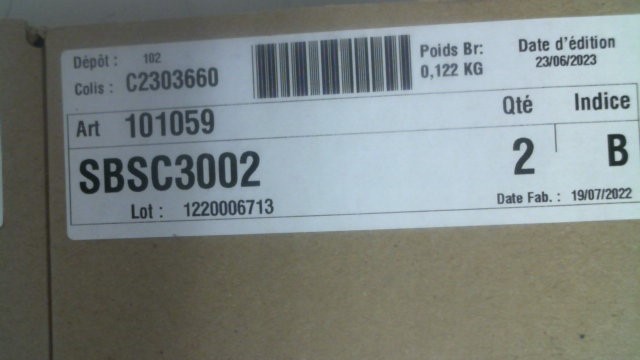 Dépôt : 102
Colis : C2303660
Poids Br:
0,122 KG
Date d'édition
23/06/2023
Art 101059
Qté
Indice
SBSC3002
2
B
Lot : 1220006713
Date Fab. : 19/07/2022